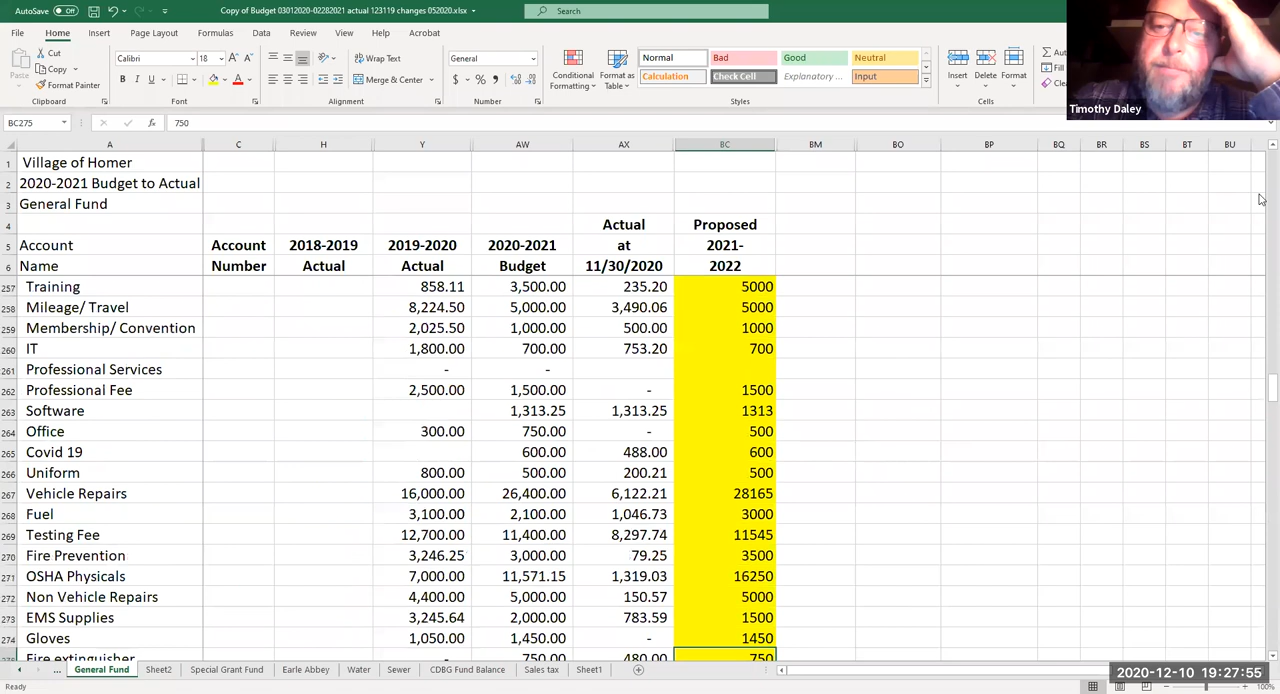 AutoSave Off Copy of Budget 03012020-02282021 actual 123119 changes 052020.xlsx Search
File Home Insert Page Layout Formulas Data Review View Help Acrobat
Paste Cut Copy Format Painter Calibri 18 B I U Wrap Text Merge & Center General $ % Conditional Formatting Format as Table Normal Bad Good Neutral Calculation Check Cell Explanatory ... Input Insert Delete Format
Clipboard Font Alignment Number Styles Cells
Timothy Daley
BC275 fx 750
A C H Y AW AX BC BM BO BP BQ BR BS BT BU
1 Village of Homer
2 2020-2021 Budget to Actual
3 General Fund
4 Actual Proposed
5 Account Account 2018-2019 2019-2020 2020-2021 at 2021-
6 Name Number Actual Actual Budget 11/30/2020 2022
257 Training 858.11 3,500.00 235.20 5000
258 Mileage/ Travel 8,224.50 5,000.00 3,490.06 5000
259 Membership/ Convention 2,025.50 1,000.00 500.00 1000
260 IT 1,800.00 700.00 753.20 700
261 Professional Services - -
262 Professional Fee 2,500.00 1,500.00 - 1500
263 Software 1,313.25 1,313.25 1313
264 Office 300.00 750.00 - 500
265 Covid 19 600.00 488.00 600
266 Uniform 800.00 500.00 200.21 500
267 Vehicle Repairs 16,000.00 26,400.00 6,122.21 28165
268 Fuel 3,100.00 2,100.00 1,046.73 3000
269 Testing Fee 12,700.00 11,400.00 8,297.74 11545
270 Fire Prevention 3,246.25 3,000.00 79.25 3500
271 OSHA Physicals 7,000.00 11,571.15 1,319.03 16250
272 Non Vehicle Repairs 4,400.00 5,000.00 150.57 5000
273 EMS Supplies 3,245.64 2,000.00 783.59 1500
274 Gloves 1,050.00 1,450.00 - 1450
Fire extinguisher - 750.00 480.00 750
... General Fund Sheet2 Special Grant Fund Earle Abbey Water Sewer CDBG Fund Balance Sales tax Sheet1
2020-12-10 19:27:55
Ready 100%